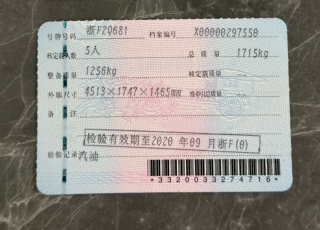 号牌号码 浙F2Q681 档案编号 X00000297550
核定载人数 5人 总质量 1715kg
整备质量 1256kg 核定载质量
外廓尺寸 4513×1747×1465mm 准牵引总质量
备注
检验有效期至2020年09月浙F(0)
检验记录 汽油
*3320033274716*